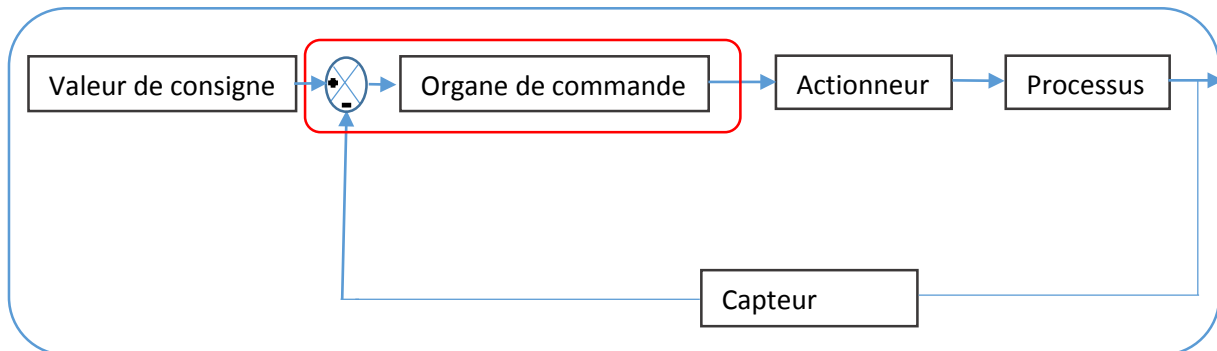 Valeur de consigne
+
-
Organe de commande
Actionneur
Processus
Capteur